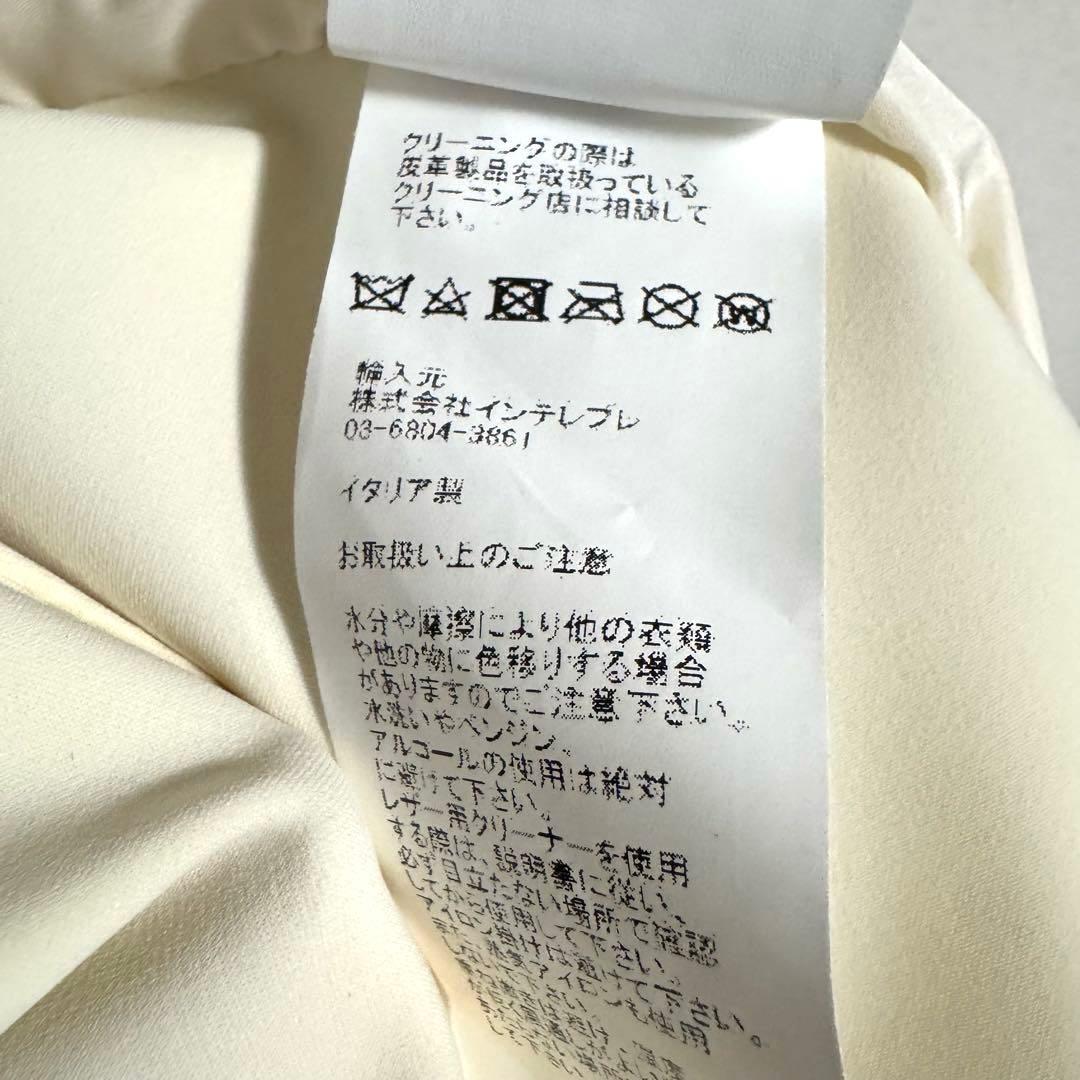 クリーニングの際は
皮革製品を取扱っている
クリーニング店に相談して
下さい。
W
輸入元
株式会社インテレプレ
03-6804-3861
イタリア製
お取扱い上のご注意
水分や摩擦により他の衣類
や他の物に色移りする場合
がありますのでご注意下さい。
水洗いやベンジン、
アルコールの使用は絶対
に避けて下さい。
レザー用クリーナーを使用
する際は、説明書に従い、
必ず目立たない場所で確認
してから使用して下さい。